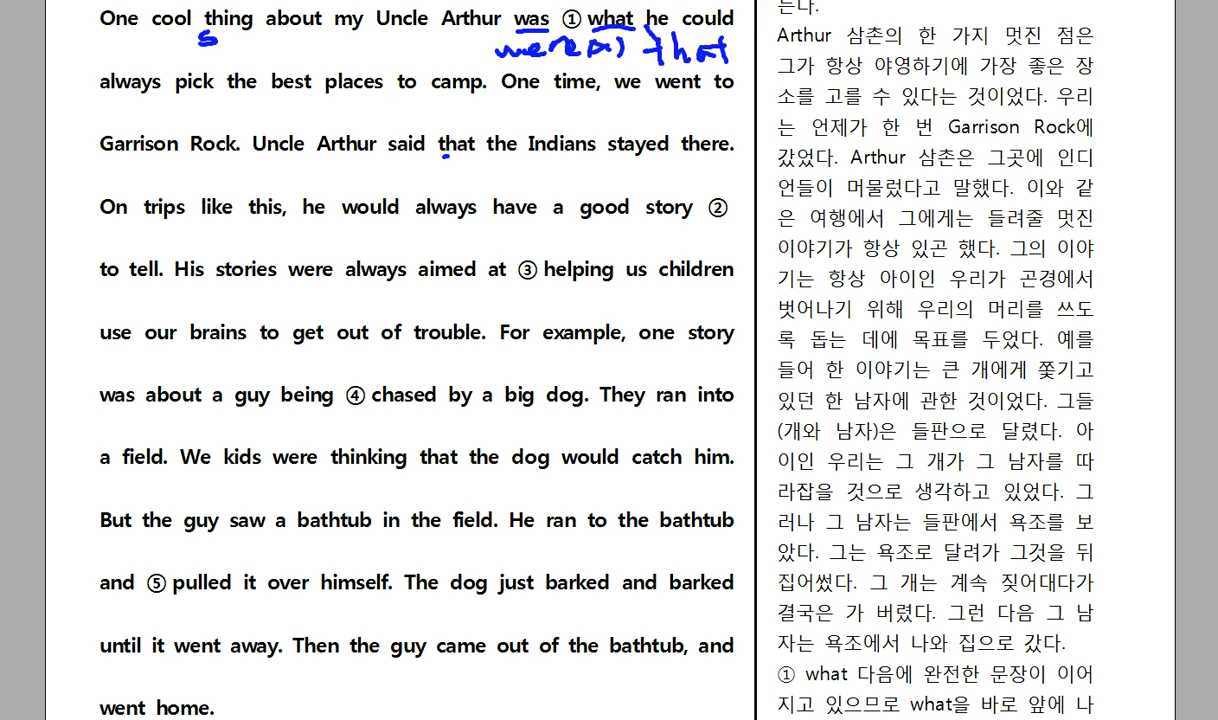 One cool thing about my Uncle Arthur was ① what he could
s
were(x) that
always pick the best places to camp. One time, we went to
Garrison Rock. Uncle Arthur said that the Indians stayed there.
On trips like this, he would always have a good story ②
to tell. His stories were always aimed at ③ helping us children
use our brains to get out of trouble. For example, one story
was about a guy being ④ chased by a big dog. They ran into
a field. We kids were thinking that the dog would catch him.
But the guy saw a bathtub in the field. He ran to the bathtub
and ⑤ pulled it over himself. The dog just barked and barked
until it went away. Then the guy came out of the bathtub, and
went home.
는다.
Arthur 삼촌의 한 가지 멋진 점은
그가 항상 야영하기에 가장 좋은 장
소를 고를 수 있다는 것이었다. 우리
는 언제가 한 번 Garrison Rock에
갔었다. Arthur 삼촌은 그곳에 인디
언들이 머물렀다고 말했다. 이와 같
은 여행에서 그에게는 들려줄 멋진
이야기가 항상 있곤 했다. 그의 이야
기는 항상 아이인 우리가 곤경에서
벗어나기 위해 우리의 머리를 쓰도
록 돕는 데에 목표를 두었다. 예를
들어 한 이야기는 큰 개에게 쫓기고
있던 한 남자에 관한 것이었다. 그들
(개와 남자)은 들판으로 달렸다. 아
이인 우리는 그 개가 그 남자를 따
라잡을 것으로 생각하고 있었다. 그
러나 그 남자는 들판에서 욕조를 보
았다. 그는 욕조로 달려가 그것을 뒤
집어썼다. 그 개는 계속 짖어대다가
결국은 가 버렸다. 그런 다음 그 남
자는 욕조에서 나와 집으로 갔다.
① what 다음에 완전한 문장이 이어
지고 있으므로 what을 바로 앞에 나